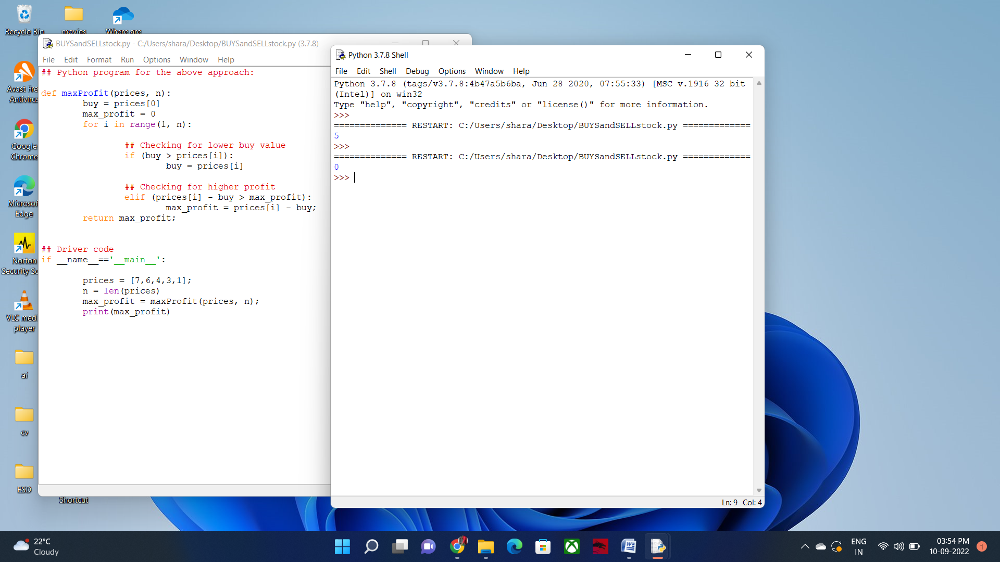 Recycle Bin
movies
Where are
Avast Fre
Antivirus
Google
Chrome
Microsof
Edge
Norton
Security Sc
VLC medi
player
ai
cv
ESD
Shortcut
BUYSandSELLstock.py - C:/Users/shara/Desktop/BUYSandSELLstock.py (3.7.8)
File Edit Format Run Options Window Help
## Python program for the above approach:
def maxProfit(prices, n):
buy = prices[0]
max_profit = 0
for i in range(1, n):
## Checking for lower buy value
if (buy > prices[i]):
buy = prices[i]
## Checking for higher profit
elif (prices[i] - buy > max_profit):
max_profit = prices[i] - buy;
return max_profit;
## Driver code
if __name__=='__main__':
prices = [7,6,4,3,1];
n = len(prices)
max_profit = maxProfit(prices, n);
print(max_profit)
Python 3.7.8 Shell
File Edit Shell Debug Options Window Help
Python 3.7.8 (tags/v3.7.8:4b47a5b6ba, Jun 28 2020, 07:55:33) [MSC v.1916 32 bit
(Intel)] on win32
Type "help", "copyright", "credits" or "license()" for more information.
>>>
============== RESTART: C:/Users/shara/Desktop/BUYSandSELLstock.py =============
5
>>>
============== RESTART: C:/Users/shara/Desktop/BUYSandSELLstock.py =============
0
>>>
Ln: 9 Col: 4
22°C
Cloudy
ENG
IN
03:54 PM
10-09-2022
1